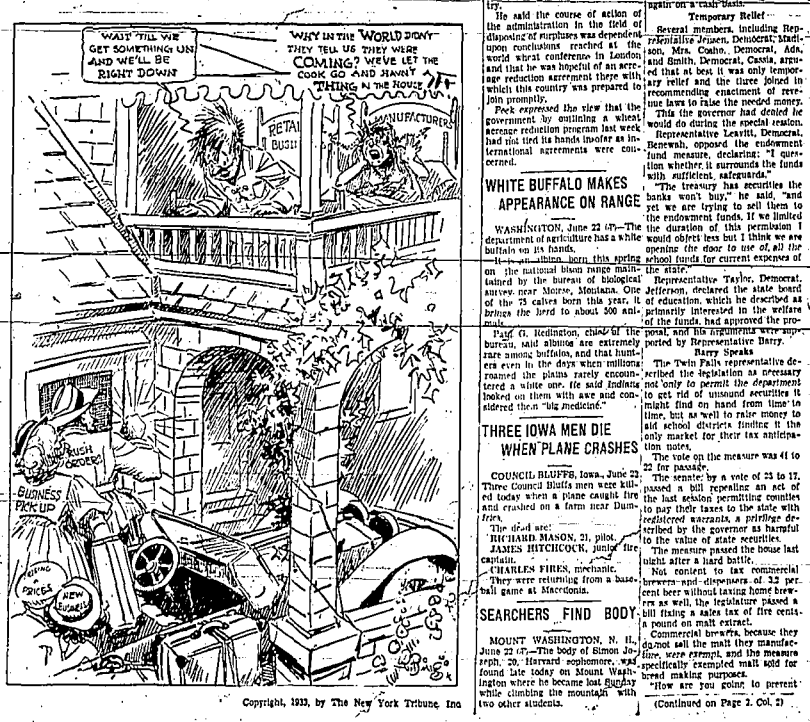 WAIT TILL WE
GET SOMETHING ON
AND WE'LL BE
RIGHT DOWN
WHY IN THE WORLD DIDN'T
THEY TELL US THEY WERE
COMING? WE'VE LET THE
COOK GO AND HAVN'T
A THING IN THE HOUSE
RETAIL
BUSI
MANUFACTURERS
RUSH
ORDERS
BUSINESS
PICK UP
RISING
PRICES
NEW
Copyright, 1933, by The New York Tribune, Inc
try.
He said the course of action of
the administration in the field of
disposing of surpluses was dependent
upon conclusions reached at the
world wheat conference in London
and that he was hopeful of an acre-
age reduction agreement there with
which this country was prepared to
join promptly.
Peek expressed the view that the
government by outlining a wheat
acreage reduction program last week
had not tied its hands insofar as in-
ternational agreements were con-
cerned.
WHITE BUFFALO MAKES
APPEARANCE ON RANGE
WASHINGTON, June 22 (AP)—The
department of agriculture has a white
buffalo on its hands.
It is an albino, born this spring
on the national bison range main-
tained by the bureau of biological
survey near Moiese, Montana. One
of the 75 calves born this year, it
brings the herd to about 500 ani-
mals.
Paul G. Redington, chief of the
bureau, said albinos are extremely
rare among buffalos, and that hunt-
ers even in the days when millions
roamed the plains rarely encoun-
tered a white one. He said Indians
looked on them with awe and con-
sidered them "big medicine."
THREE IOWA MEN DIE
WHEN PLANE CRASHES
COUNCIL BLUFFS, Iowa, June 22
Three Council Bluffs men were kill-
ed today when a plane caught fire
and crashed on a farm near Dum-
fries.
The dead are:
RICHARD MASON, 21, pilot.
JAMES HITCHCOCK, junior fire
captain.
CHARLES FIRES, mechanic.
They were returning from a base-
ball game at Macedonia.
SEARCHERS FIND BODY
MOUNT WASHINGTON, N. H.,
June 22 (AP)—The body of Simon Jo-
seph, 20, Harvard sophomore, was
found late today on Mount Wash-
ington where he became lost Sunday
while climbing the mountain with
two other students.
again on a cash basis.
Temporary Relief
Several members, including Rep-
resentative Jensen, Democrat, Madi-
son, Mrs. Coaho, Democrat, Ada,
and Smith, Democrat, Cassia, argu-
ed that at best it was only tempor-
ary relief and the three joined in
recommending enactment of reve-
nue laws to raise the needed money.
This the governor had denied he
would do during the special session.
Representative Leavitt, Democrat,
Benewah, opposed the endowment
fund measure, declaring: "I ques-
tion whether it surrounds the funds
with sufficient safeguards."
"The treasury has securities the
banks won't buy," he said, "and
yet we are trying to sell them to
the endowment funds. If we limited
the duration of this permission I
would object less but I think we are
opening the door to use of all the
school funds for current expenses of
the state."
Representative Taylor, Democrat,
Jefferson, declared the state board
of education, which he described as
primarily interested in the welfare
of the funds, had approved the pro-
posal, and his arguments were sup-
ported by Representative Barry.
Barry Speaks
The Twin Falls representative de-
scribed the legislation as necessary
not only to permit the department
to get rid of unsound securities it
might find on hand from time to
time, but as well to raise money to
aid school districts finding it the
only market for their tax anticipa-
tion notes.
The vote on the measure was 41 to
22 for passage.
The senate by a vote of 23 to 17,
passed a bill repealing an act of
the last session permitting counties
to pay their taxes to the state with
registered warrants, a privilege de-
scribed by the governor as harmful
to the value of state securities.
The measure passed the house last
night after a hard battle.
Not content to tax commercial
brewers and dispensers of 3.2 per
cent beer without taxing home brew-
ers as well, the legislature passed a
bill fixing a sales tax of five cents
a pound on malt extract.
Commercial brewers, because they
do not sell the malt they manufac-
ture, were exempt, and the measure
specifically exempted malt sold for
bread making purposes.
"How are you going to prevent
(Continued on Page 2, Col. 2)